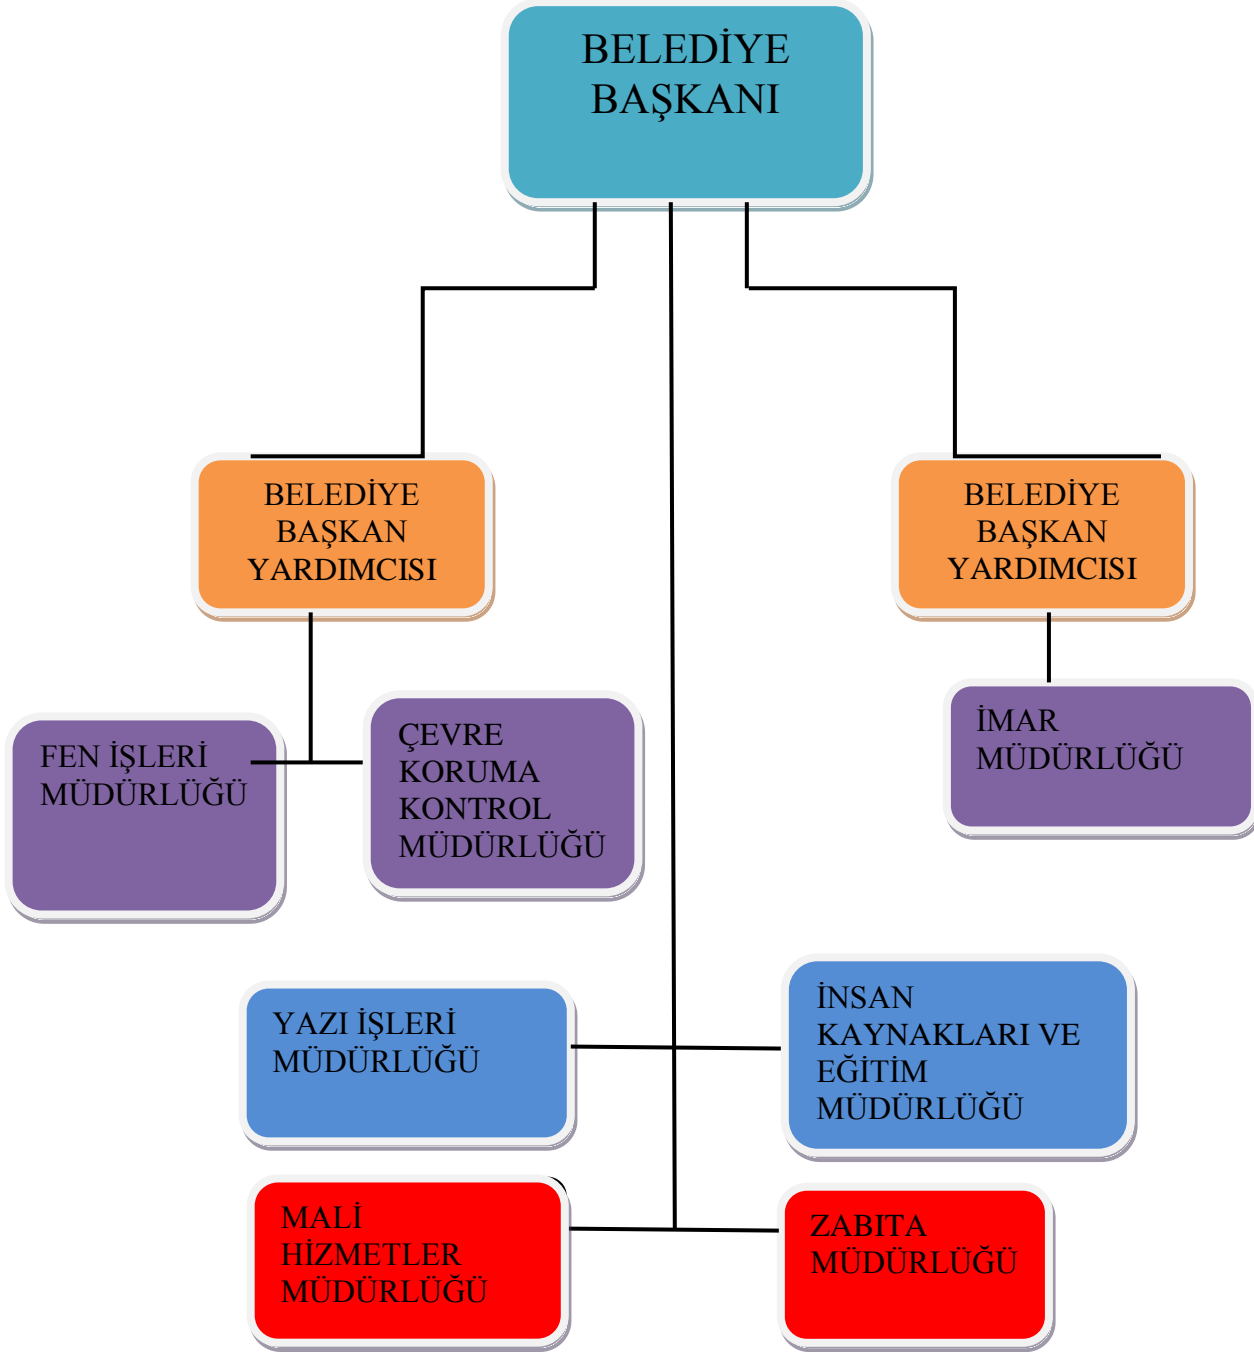 BELEDİYE
BAŞKANI
BELEDİYE
BAŞKAN
YARDIMCISI
BELEDİYE
BAŞKAN
YARDIMCISI
FEN İŞLERİ
MÜDÜRLÜĞÜ
ÇEVRE
KORUMA
KONTROL
MÜDÜRLÜĞÜ
İMAR
MÜDÜRLÜĞÜ
YAZI İŞLERİ
MÜDÜRLÜĞÜ
İNSAN
KAYNAKLARI VE
EĞİTİM
MÜDÜRLÜĞÜ
MALİ
HİZMETLER
MÜDÜRLÜĞÜ
ZABITA
MÜDÜRLÜĞÜ